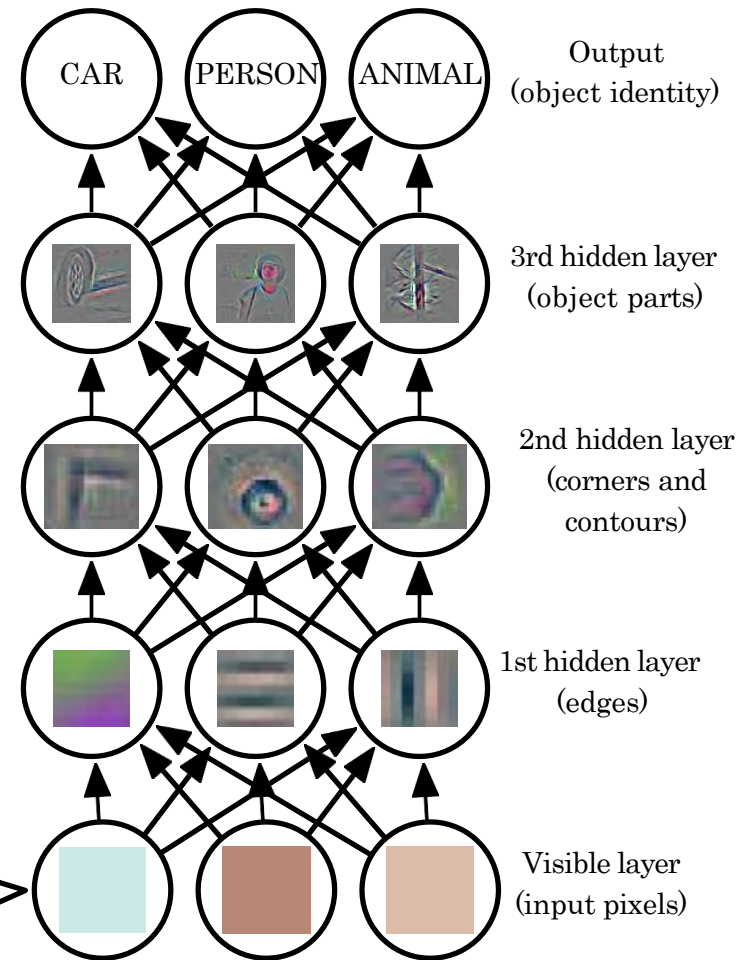 CAR
PERSON
ANIMAL
Output
(object identity)
3rd hidden layer
(object parts)
2nd hidden layer
(corners and
contours)
1st hidden layer
(edges)
Visible layer
(input pixels)